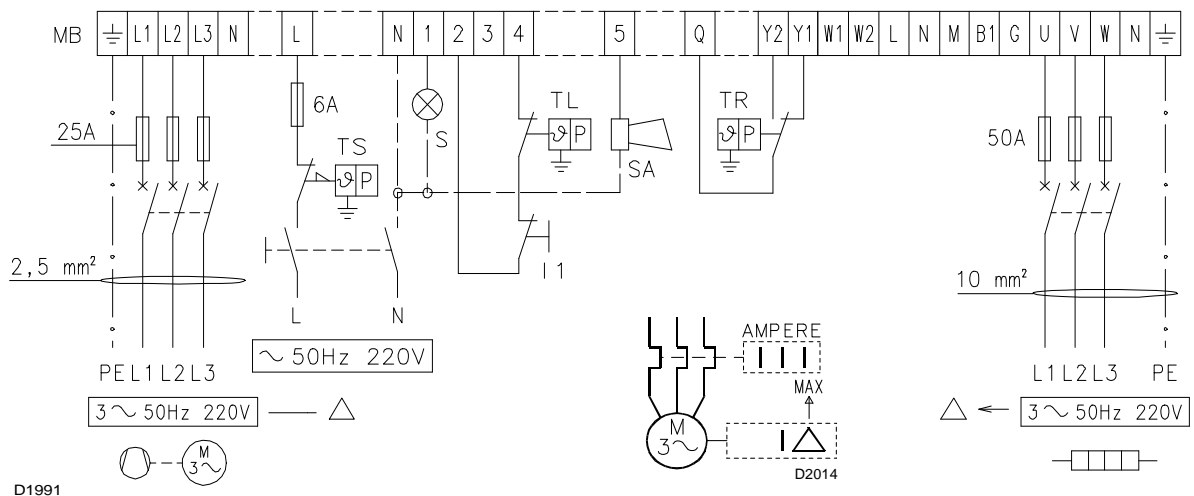 MB L1 L2 L3 N L N 1 2 3 4 5 Q Y2 Y1 W1 W2 L N M B1 G U V W N
6A TL TR
25A TS S SA 50A
ϑ P ϑ P ϑ P
I1
2,5 mm² 10 mm²
L N
AMPERE
∼ 50Hz 220V
PE L1 L2 L3 L1 L2 L3 PE
MAX
3∼ 50Hz 220V △ △ 3∼ 50Hz 220V
M 3∼ M 3∼ I△
D2014
D1991